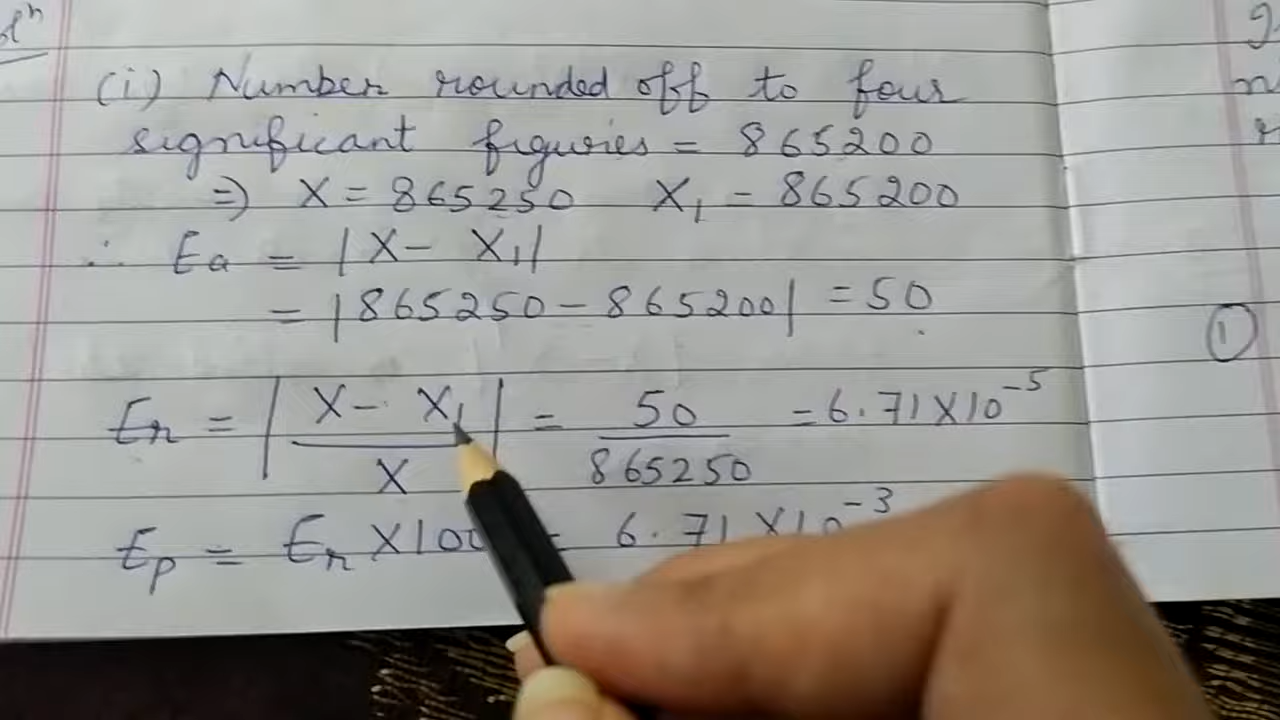 (i) Number rounded off to four
significant figuries = 865200
=) X = 865250 X₁ = 865200
∴ Ea = |X - X₁|
= |865250 - 865200| = 50
Er = |X - X₁ / X| = 50 / 865250 = 6.71 X 10⁻⁵
Ep = Er X 100 = 6.71 X 10⁻³
①